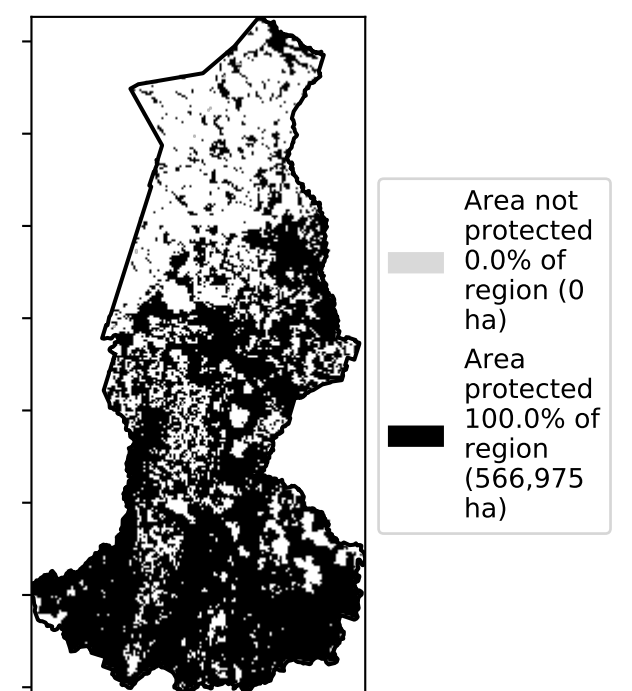 Area not
protected
0.0% of
region (0
ha)
Area
protected
100.0% of
region
(566,975
ha)